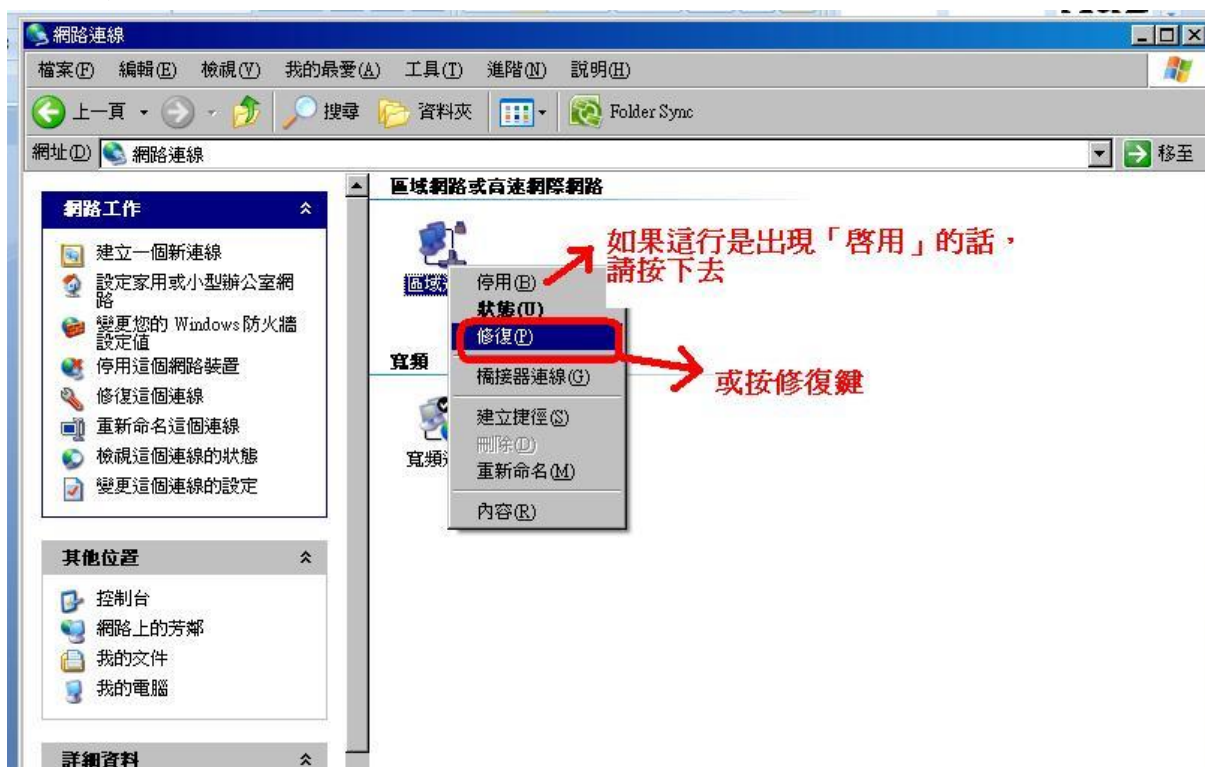 網路連線
檔案(F) 編輯(E) 檢視(V) 我的最愛(A) 工具(T) 進階(N) 說明(H)
上一頁 搜尋 資料夾 Folder Sync
網址(D) 網路連線 移至
網路工作
建立一個新連線
設定家用或小型辦公室網
路
變更您的 Windows 防火牆
設定值
停用這個網路裝置
修復這個連線
重新命名這個連線
檢視這個連線的狀態
變更這個連線的設定
其他位置
控制台
網路上的芳鄰
我的文件
我的電腦
詳細資料
區域網路或高速網際網路
區域
停用(B)
狀態(U)
修復(P)
橋接器連線(G)
建立捷徑(S)
刪除(D)
重新命名(M)
內容(R)
寬頻
寬頻
如果這行是出現「啓用」的話，
請按下去
或按修復鍵